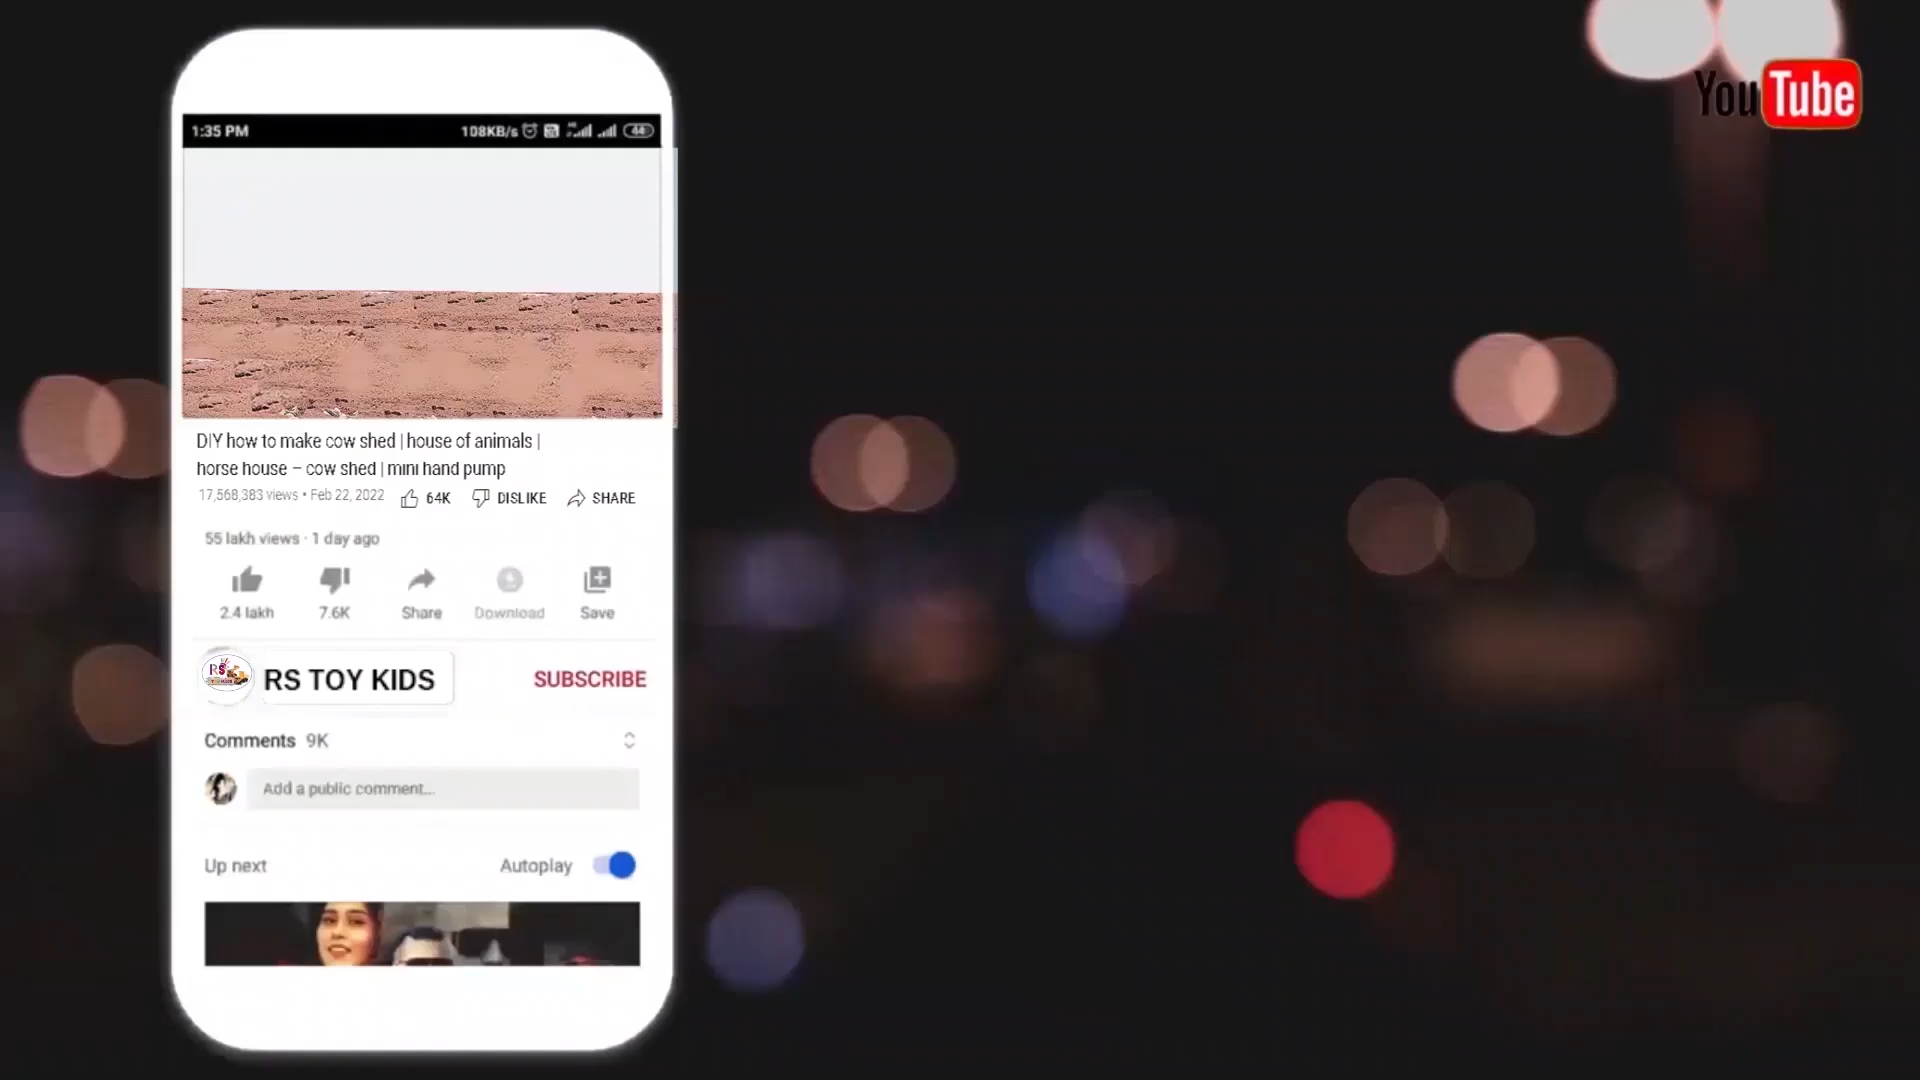 YouTube
1:35 PM 108KB/s 44
DIY how to make cow shed | house of animals |
horse house – cow shed | mini hand pump
17,568,383 views • Feb 22, 2022 64K DISLIKE SHARE
55 lakh views · 1 day ago
2.4 lakh 7.6K Share Download Save
RS
RS TOY KIDS SUBSCRIBE
Comments 9K
Add a public comment...
Up next Autoplay